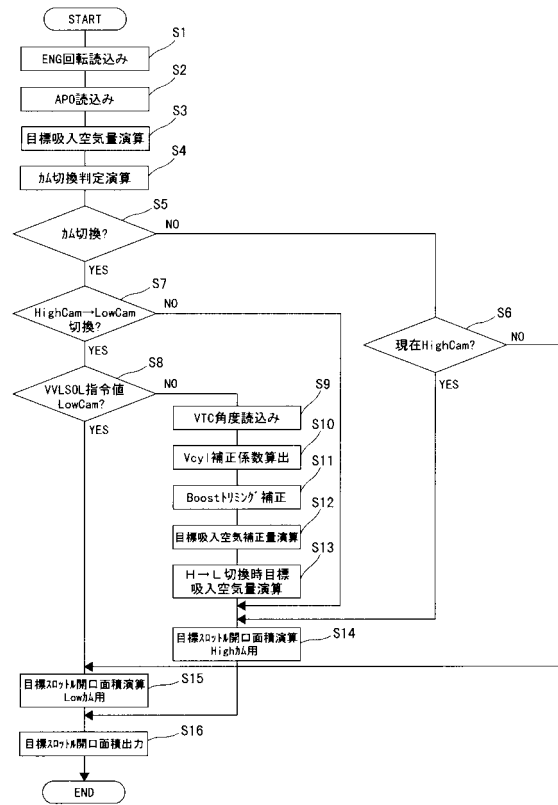 START
S1
ENG回転読込み
S2
APO読込み
S3
目標吸入空気量演算
S4
ｶﾑ切換判定演算
S5
ｶﾑ切換?
NO
YES
S7
HighCam→LowCam
切換?
NO
YES
S6
現在HighCam?
NO
YES
S8
VVLSOL指令値
LowCam?
NO
YES
S9
VTC角度読込み
S10
Vcyl補正係数算出
S11
Boostﾄﾘﾐﾝｸﾞ補正
S12
目標吸入空気補正量演算
S13
H→L切換時目標
吸入空気量演算
S14
目標ｽﾛｯﾄﾙ開口面積演算
Highｶﾑ用
S15
目標ｽﾛｯﾄﾙ開口面積演算
Lowｶﾑ用
S16
目標ｽﾛｯﾄﾙ開口面積出力
END